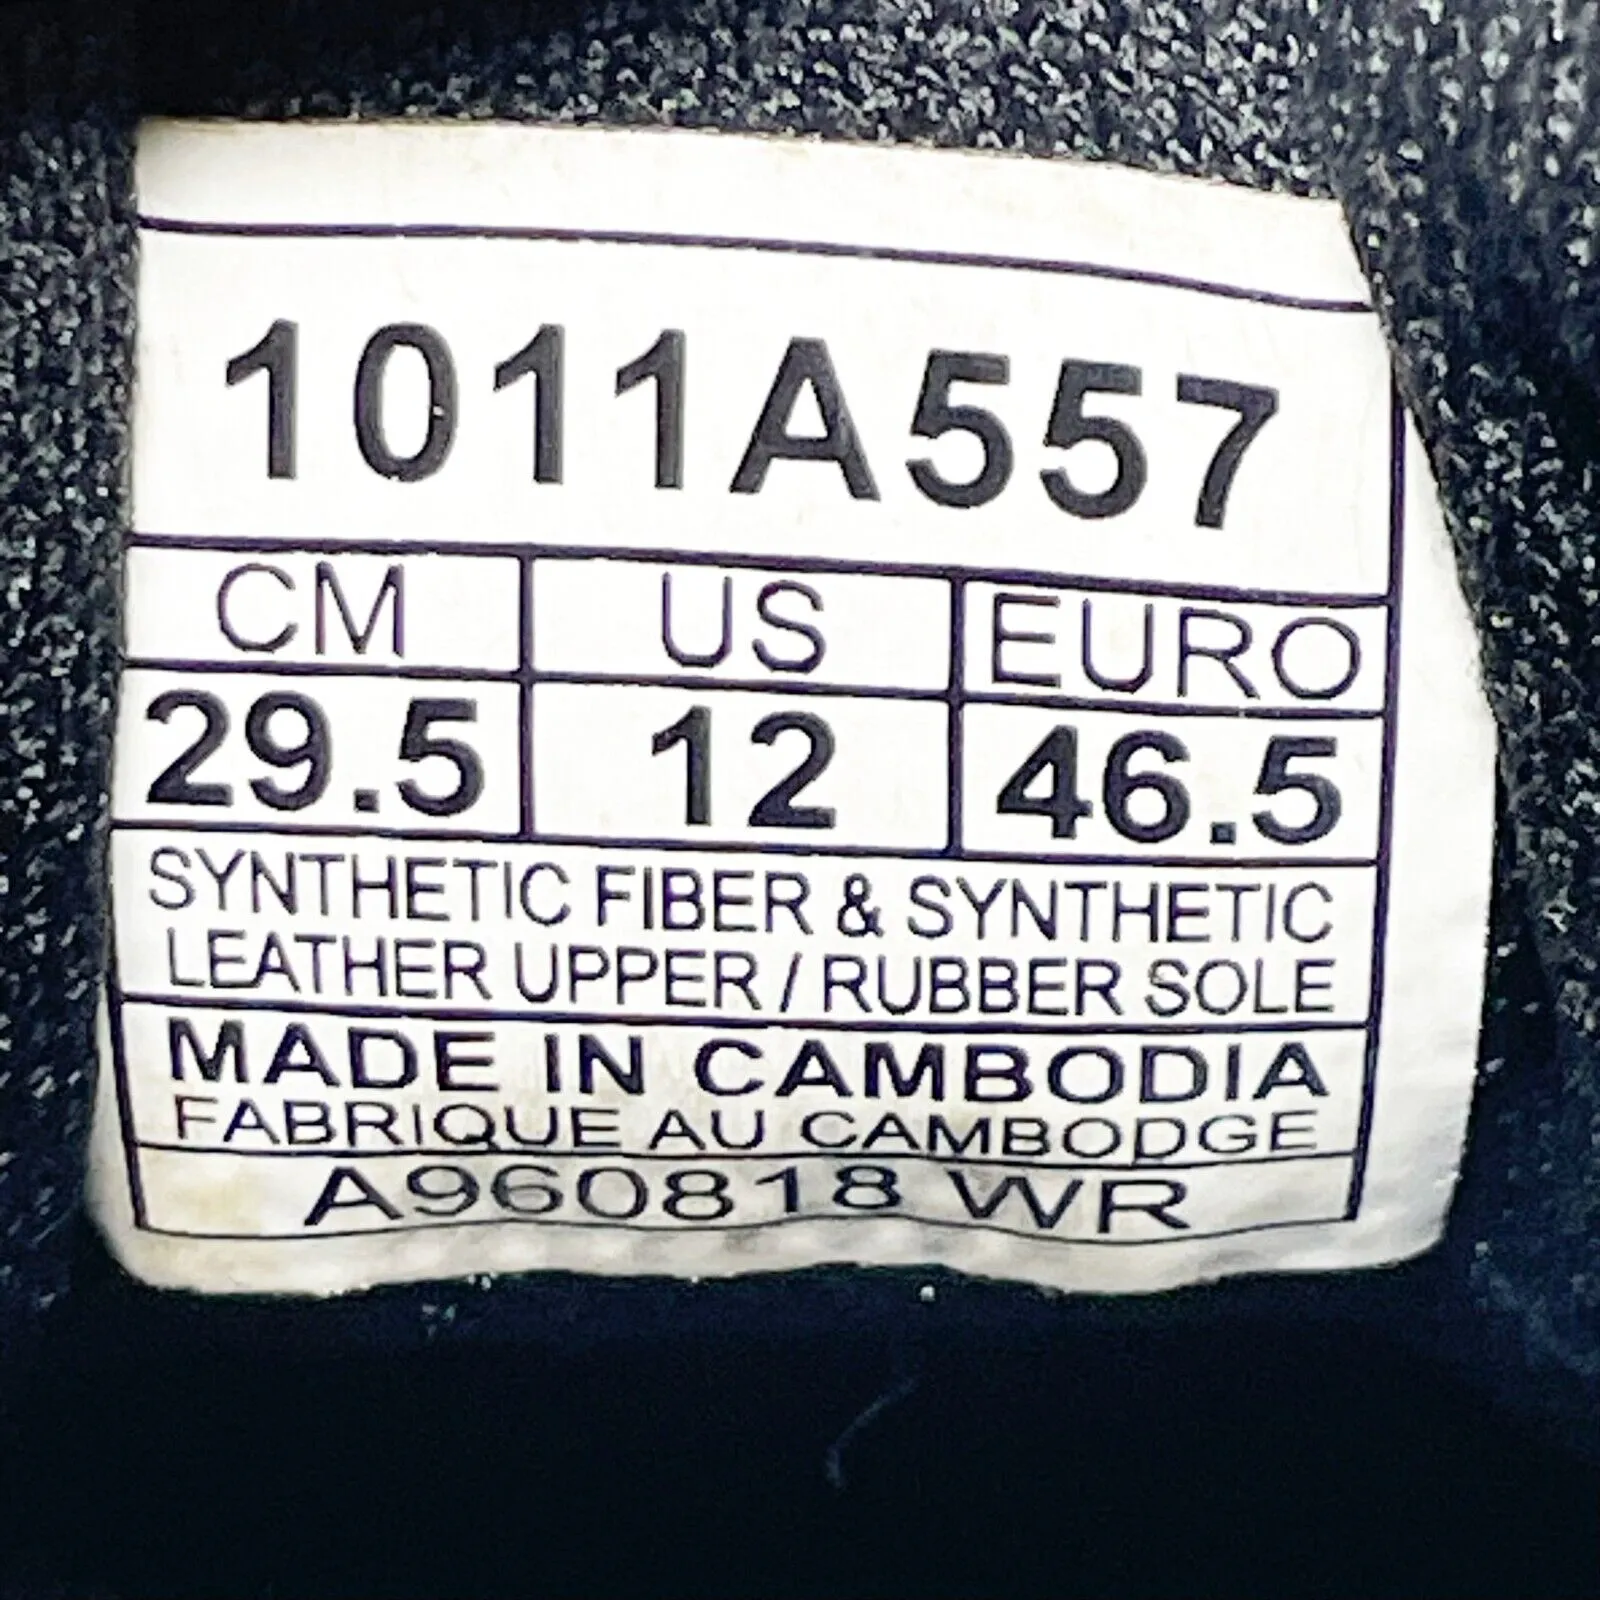 1011A557
CM US EURO
29.5 12 46.5
SYNTHETIC FIBER & SYNTHETIC
LEATHER UPPER / RUBBER SOLE
MADE IN CAMBODIA
FABRIQUE AU CAMBODGE
A960818 WR